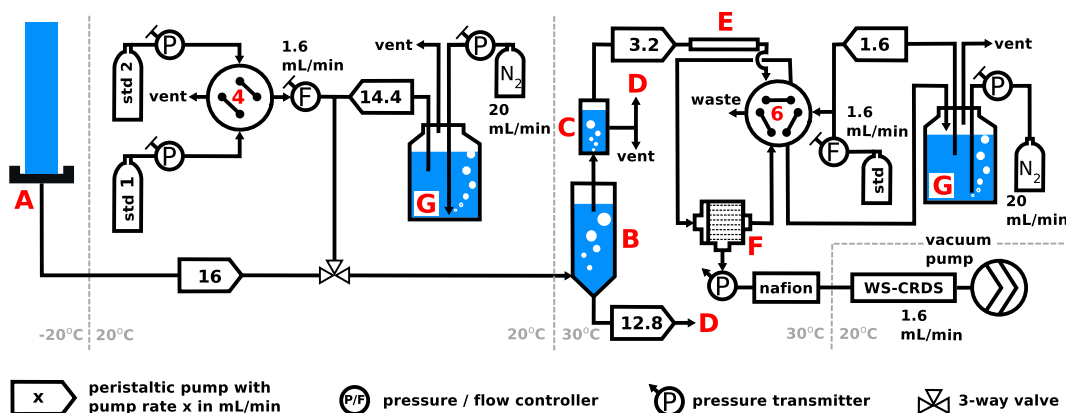 A
-20°C
20°C
std 2
std 1
P
P
vent
4
1.6
mL/min
F
14.4
vent
P
N2
20
mL/min
G
16
20°C
30°C
B
C
D
vent
3.2
E
12.8
D
waste
6
F
P
nafion
1.6
1.6
mL/min
F
std
vent
P
N2
G
20
mL/min
vacuum
pump
WS-CRDS
1.6
mL/min
30°C
20°C
x
peristaltic pump with
pump rate x in mL/min
P/F
pressure / flow controller
P
pressure transmitter
3-way valve